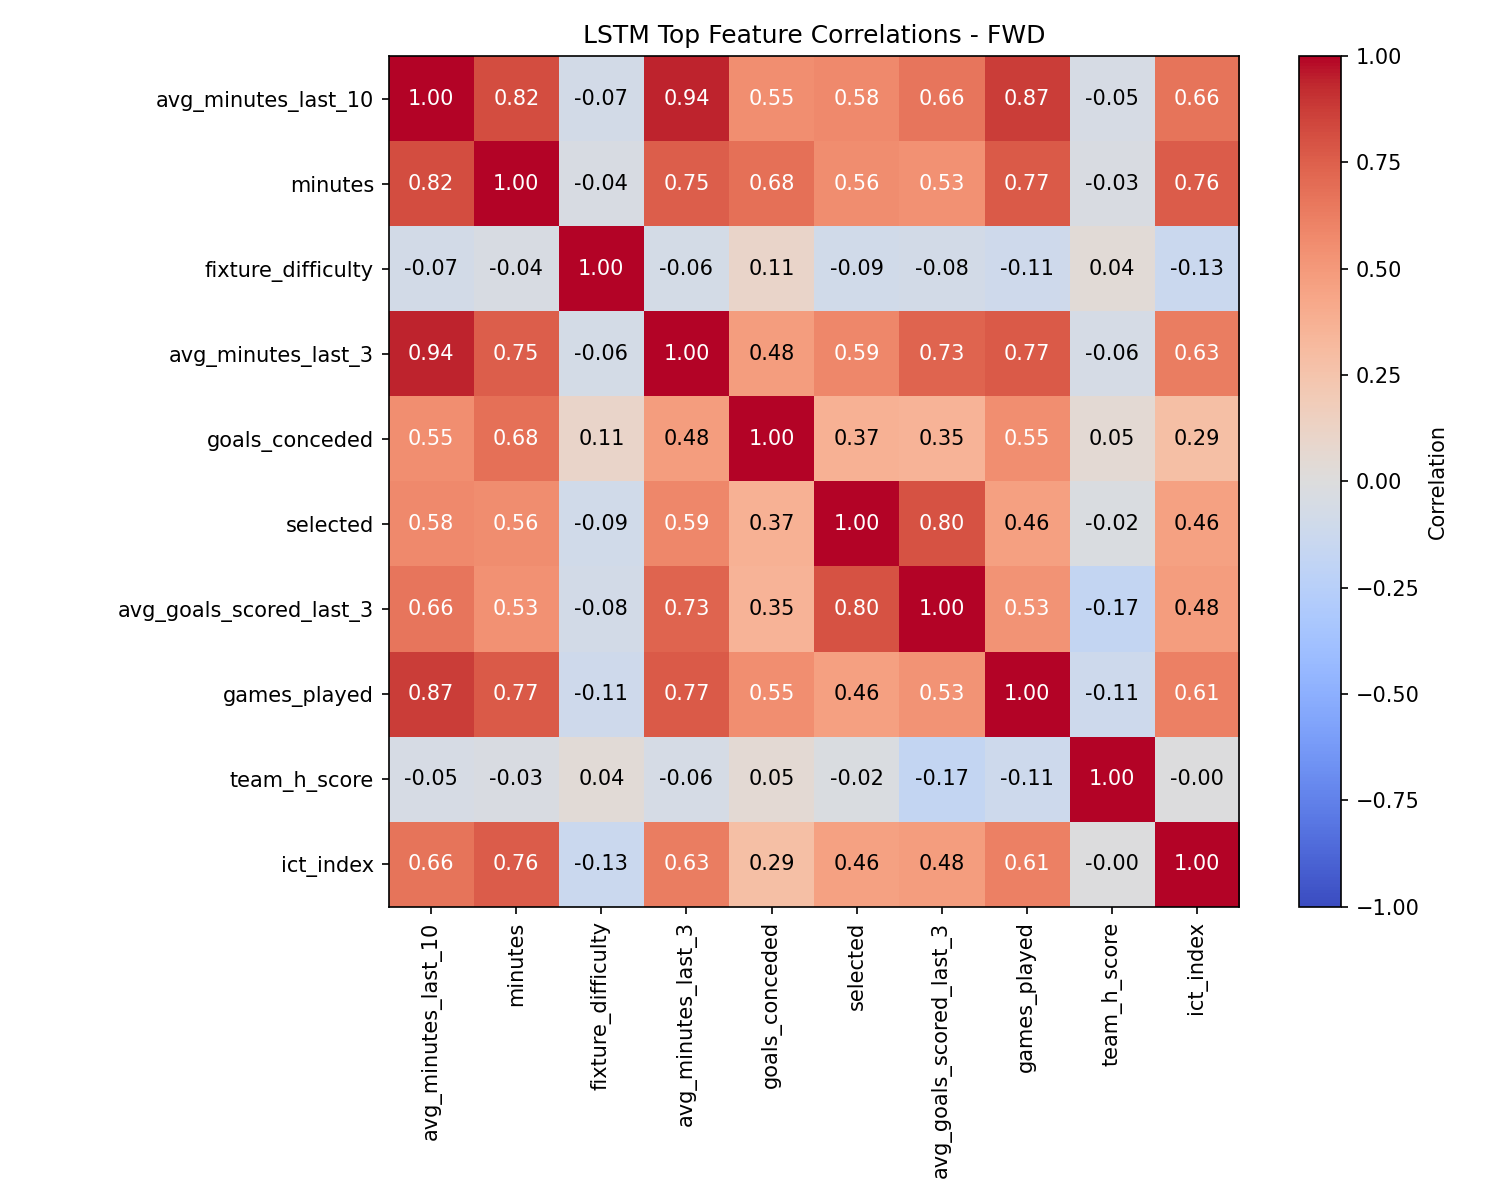 LSTM Top Feature Correlations - FWD
avg_minutes_last_10 1.00 0.82 -0.07 0.94 0.55 0.58 0.66 0.87 -0.05 0.66
minutes 0.82 1.00 -0.04 0.75 0.68 0.56 0.53 0.77 -0.03 0.76
fixture_difficulty -0.07 -0.04 1.00 -0.06 0.11 -0.09 -0.08 -0.11 0.04 -0.13
avg_minutes_last_3 0.94 0.75 -0.06 1.00 0.48 0.59 0.73 0.77 -0.06 0.63
goals_conceded 0.55 0.68 0.11 0.48 1.00 0.37 0.35 0.55 0.05 0.29
selected 0.58 0.56 -0.09 0.59 0.37 1.00 0.80 0.46 -0.02 0.46
avg_goals_scored_last_3 0.66 0.53 -0.08 0.73 0.35 0.80 1.00 0.53 -0.17 0.48
games_played 0.87 0.77 -0.11 0.77 0.55 0.46 0.53 1.00 -0.11 0.61
team_h_score -0.05 -0.03 0.04 -0.06 0.05 -0.02 -0.17 -0.11 1.00 -0.00
ict_index 0.66 0.76 -0.13 0.63 0.29 0.46 0.48 0.61 -0.00 1.00
avg_minutes_last_10
minutes
fixture_difficulty
avg_minutes_last_3
goals_conceded
selected
avg_goals_scored_last_3
games_played
team_h_score
ict_index
1.00
0.75
0.50
0.25
0.00
−0.25
−0.50
−0.75
−1.00
Correlation